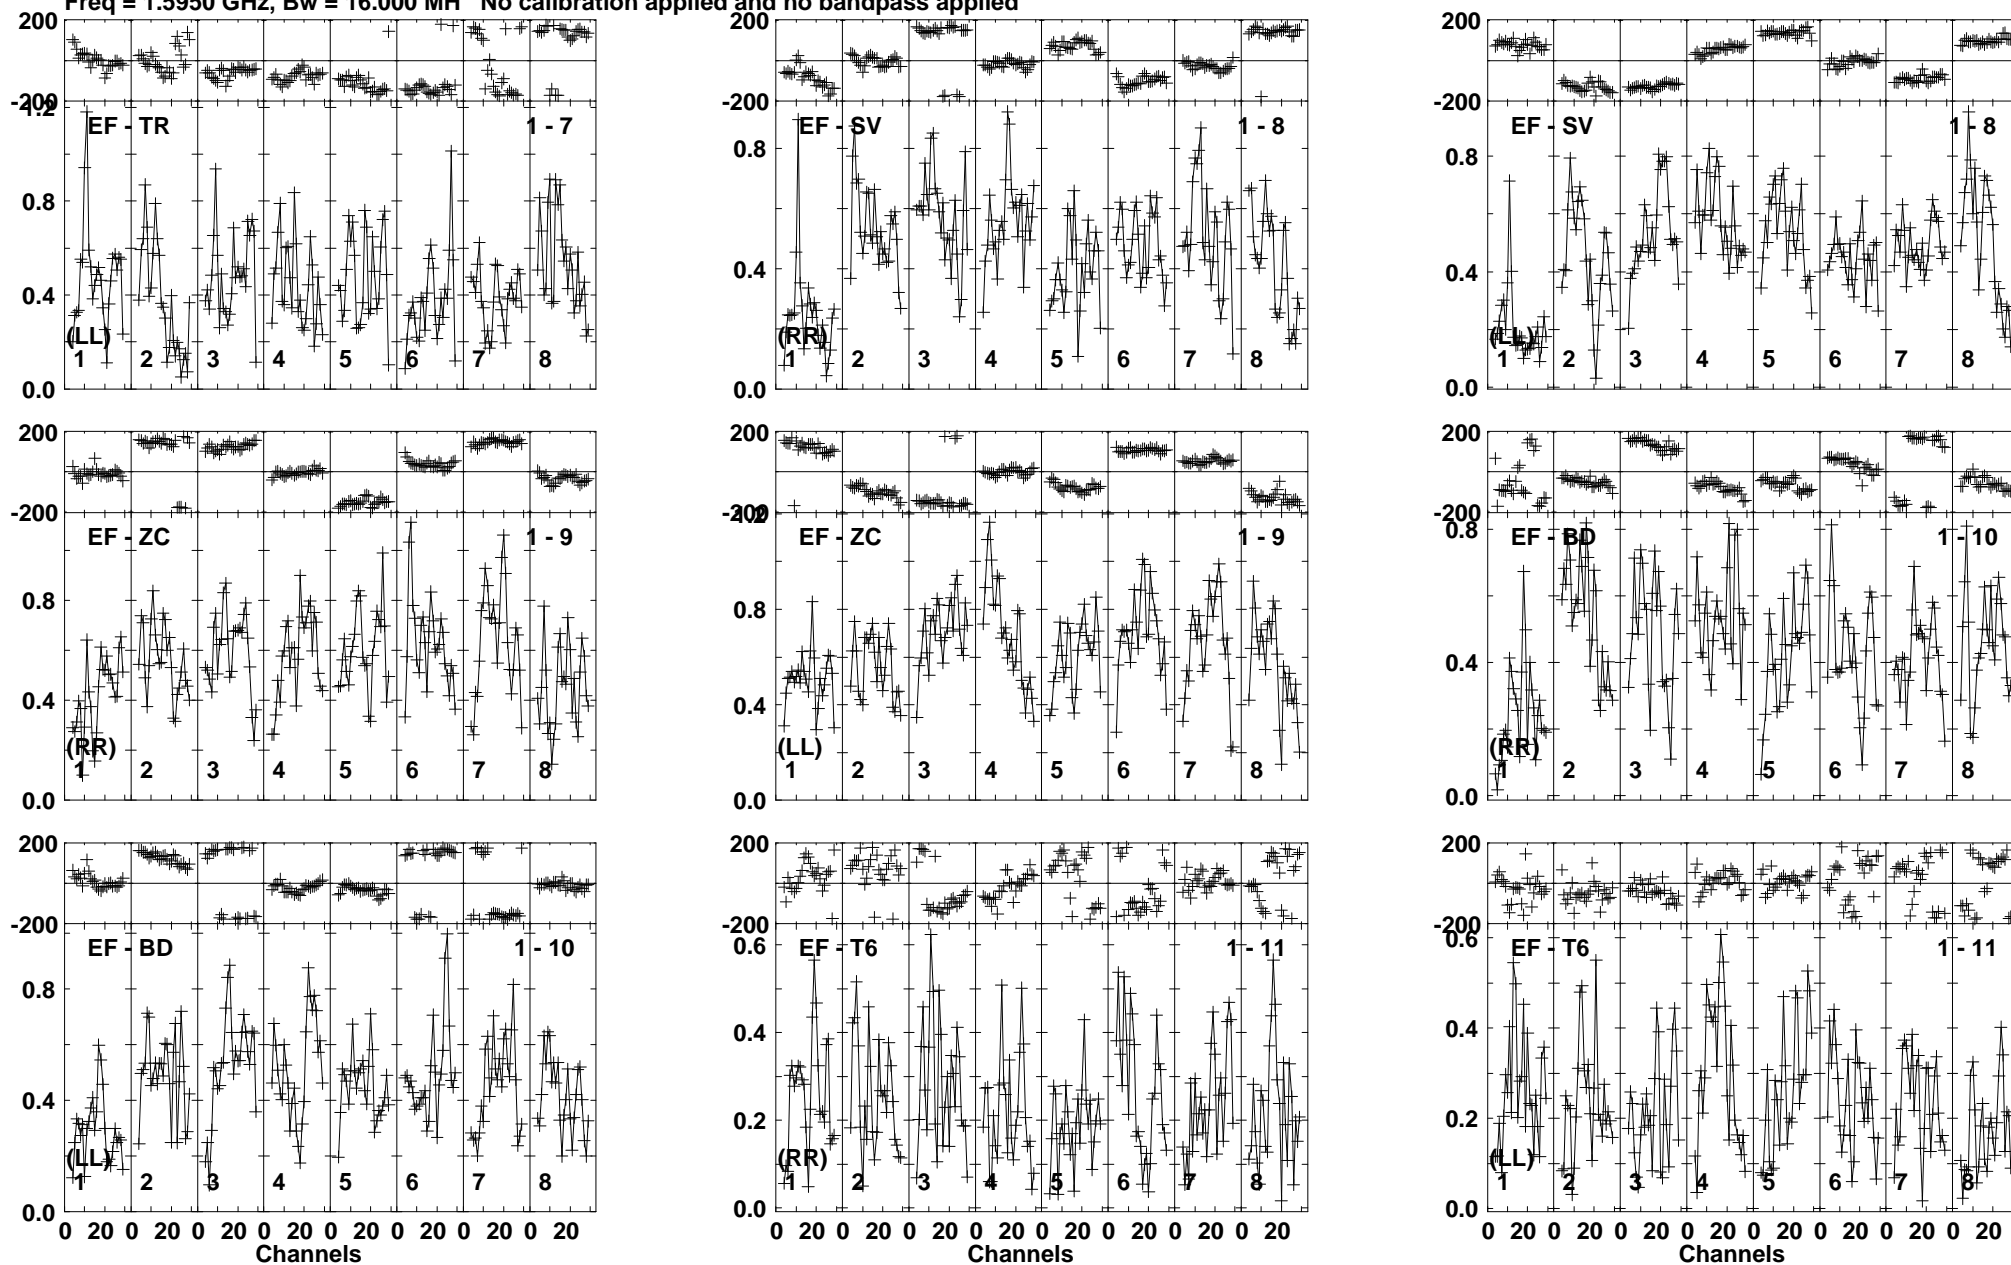 Freq = 1.5950 GHz, Bw = 16.000 MH   No calibration applied and no bandpass applied
200 200 200
-200 -200 -200
1.2 EF - TR 1 - 7 EF - SV 1 - 8 EF - SV 1 - 8
0.8 0.8 0.8
0.4 0.4 0.4
(LL) (RR) (LL)
1 2 3 4 5 6 7 8 1 2 3 4 5 6 7 8 1 2 3 4 5 6 7 8
0.0 0.0 0.0
200 200 200
-200 -200 -200
EF - ZC 1 - 9 1.2 EF - ZC 1 - 9 0.8 EF - BD 1 - 10
0.8 0.8
0.4 0.4 0.4
(RR) (LL) (RR)
1 2 3 4 5 6 7 8 1 2 3 4 5 6 7 8 1 2 3 4 5 6 7 8
0.0 0.0 0.0
200 200 200
-200 -200 -200
EF - BD 1 - 10 0.6 EF - T6 1 - 11 0.6 EF - T6 1 - 11
0.8 0.4 0.4
0.4 0.2 0.2
(LL) (RR) (LL)
1 2 3 4 5 6 7 8 1 2 3 4 5 6 7 8 1 2 3 4 5 6 7 8
0.0 0.0 0.0
0 20 0 20 0 20 0 20 0 20 0 20 0 20 0 20 0 20 0 20 0 20 0 20 0 20 0 20 0 20 0 20 0 20 0 20 0 20 0 20 0 20 0 20 0 20 0 20
Channels Channels Channels